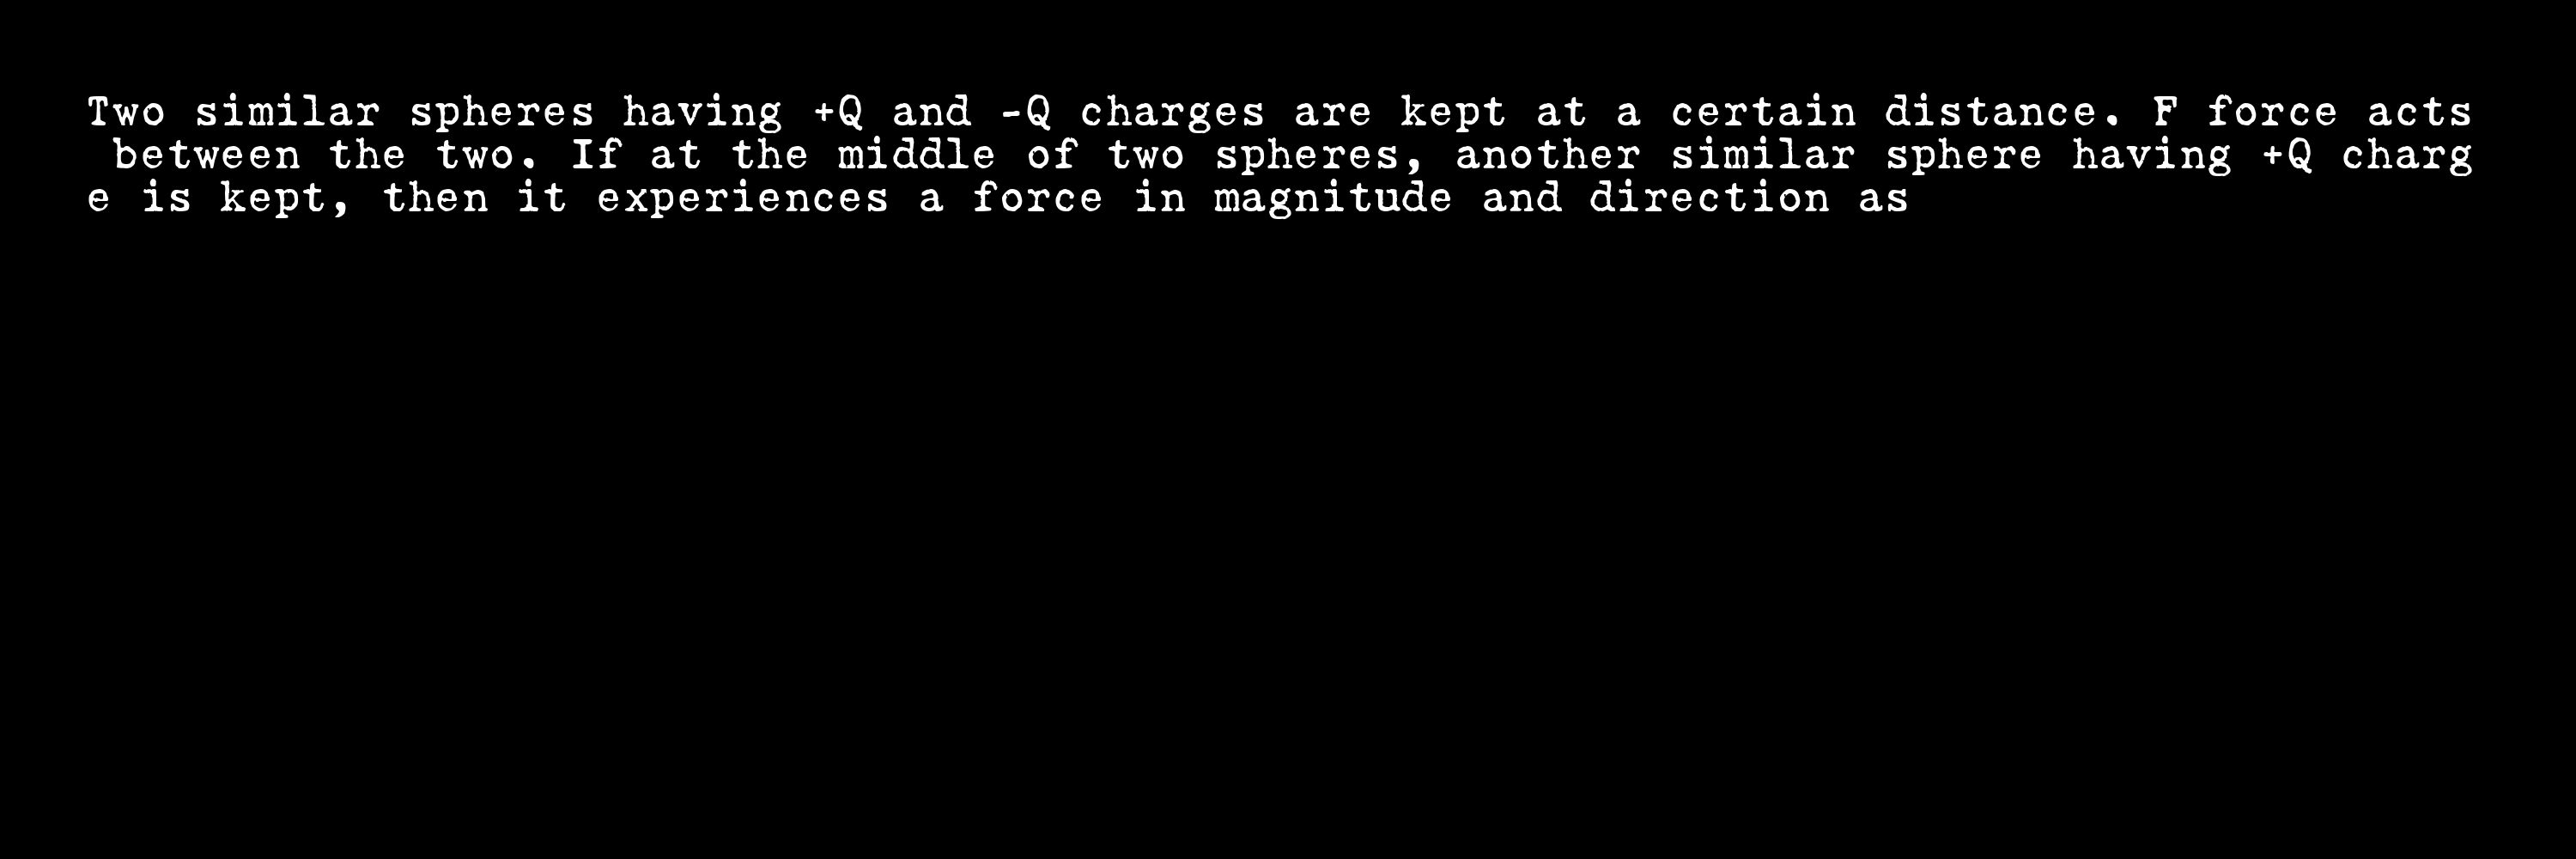 Two similar spheres having +Q and -Q charges are kept at a certain distance. F force acts
between the two. If at the middle of two spheres, another similar sphere having +Q charg
e is kept, then it experiences a force in magnitude and direction as